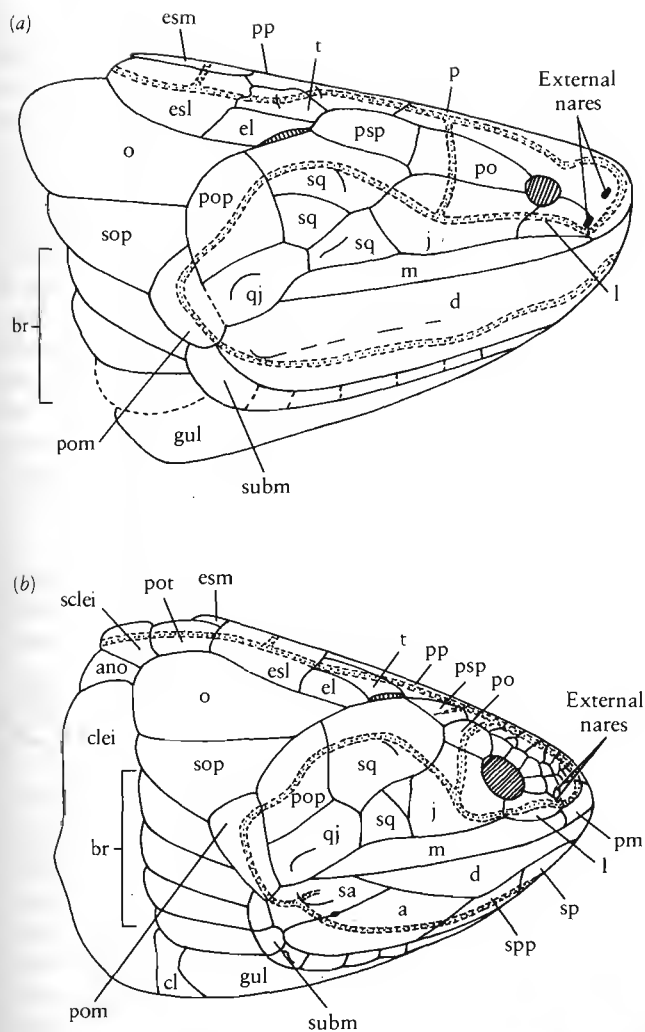 (a)
esm
pp
t
p
External
nares
esl
el
psp
po
o
pop
sq
sq
sq
j
sop
m
l
qj
d
br
pom
gul
subm
(b)
sclei
pot
esm
t
pp
psp
po
External
nares
ano
esl
el
o
clei
sop
sq
pop
j
sq
qj
m
l
pm
br
d
sa
a
sp
spp
cl
gul
pom
subm